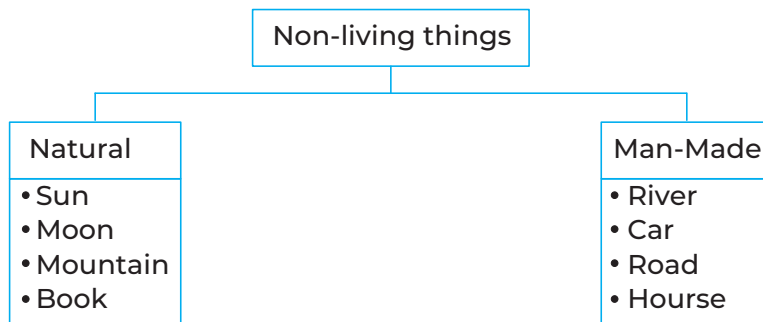 Non-living things
Natural
• Sun
• Moon
• Mountain
• Book
Man-Made
• River
• Car
• Road
• Hourse